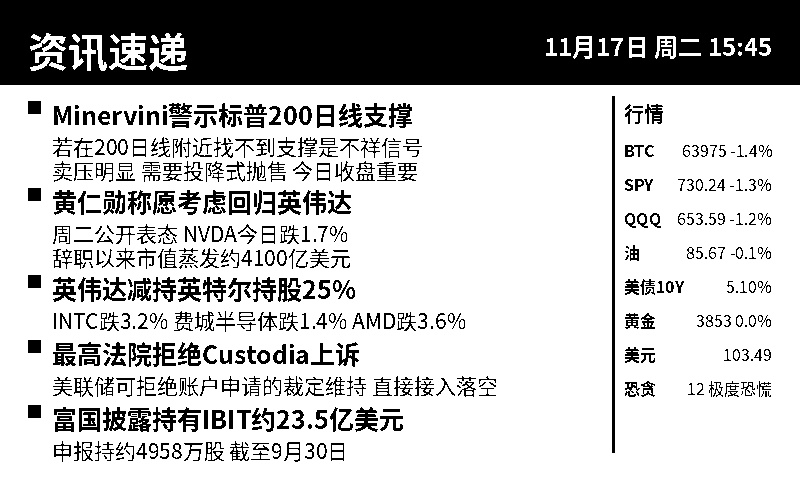 资讯速递
11月17日 周二 15:45
Minervini警示标普200日线支撑
若在200日线附近找不到支撑是不祥信号
卖压明显 需要投降式抛售 今日收盘重要
黄仁勋称愿考虑回归英伟达
周二公开表态 NVDA今日跌1.7%
辞职以来市值蒸发约4100亿美元
英伟达减持英特尔持股25%
INTC跌3.2% 费城半导体跌1.4% AMD跌3.6%
最高法院拒绝Custodia上诉
美联储可拒绝账户申请的裁定维持 直接接入落空
富国披露持有IBIT约23.5亿美元
申报持约4958万股 截至9月30日
行情
BTC 63975 -1.4%
SPY 730.24 -1.3%
QQQ 653.59 -1.2%
油 85.67 -0.1%
美债10Y 5.10%
黄金 3853 0.0%
美元 103.49
恐贪 12 极度恐慌